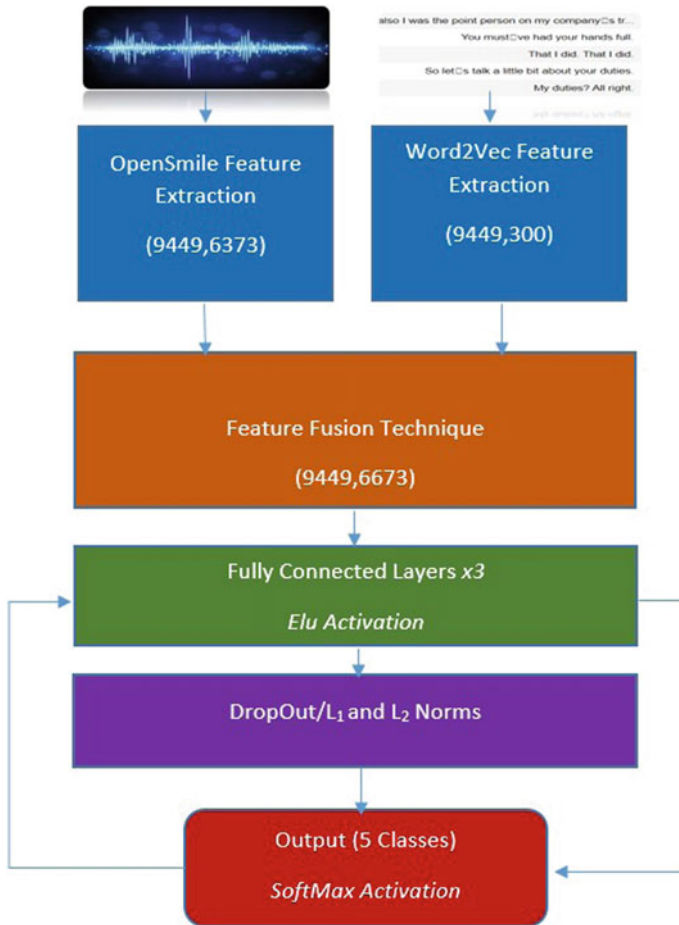 also I was the point person on my company□s tr...
You must□ve had your hands full.
That I did. That I did.
So let□s talk a little bit about your duties.
My duties? All right.
OpenSmile Feature
Extraction
(9449,6373)
Word2Vec Feature
Extraction
(9449,300)
Feature Fusion Technique
(9449,6673)
Fully Connected Layers x3
Elu Activation
DropOut/L₁ and L₂ Norms
Output (5 Classes)
SoftMax Activation